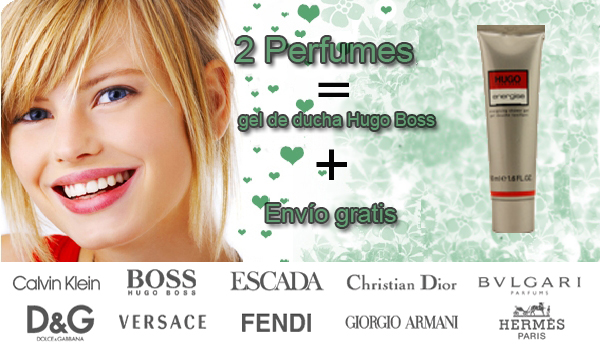 2 Perfumes
=
gel de ducha Hugo Boss
+
Envío gratis
HUGO
energise
Calvin Klein
BOSS
HUGO BOSS
ESCADA
Christian Dior
BVLGARI
PARFUMS
D&G
DOLCE&GABBANA
VERSACE
FENDI
GIORGIO ARMANI
HERMÈS
PARIS